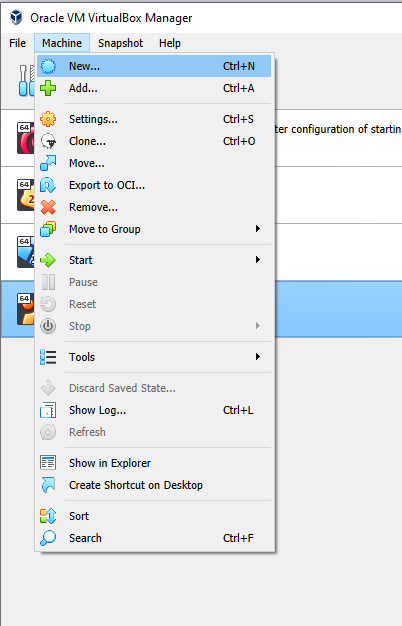 Oracle VM VirtualBox Manager
File Machine Snapshot Help
New... Ctrl+N
Add... Ctrl+A
Settings... Ctrl+S
Clone... Ctrl+O
Move...
Export to OCI...
Remove...
Move to Group
Start
Pause
Reset
Stop
Tools
Discard Saved State...
Show Log... Ctrl+L
Refresh
Show in Explorer
Create Shortcut on Desktop
Sort
Search Ctrl+F
64
ter configuration of startin
64
2
64
64